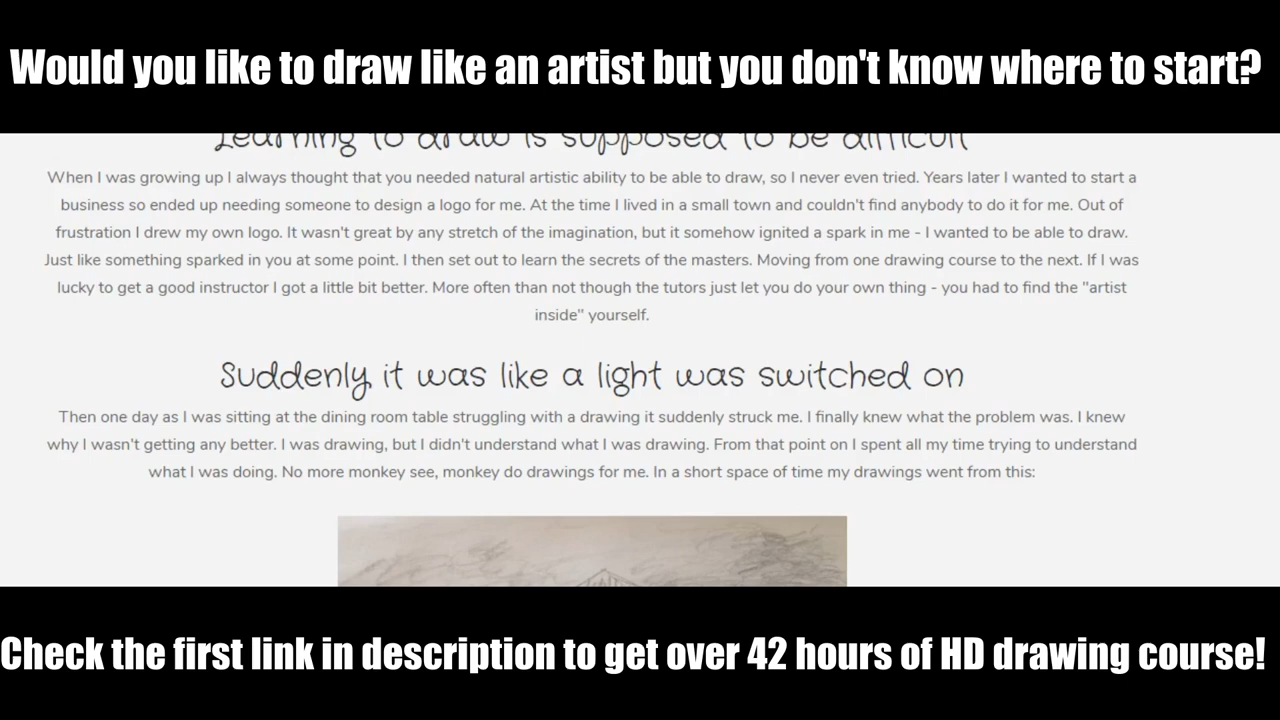 Would you like to draw like an artist but you don't know where to start?
Learning to draw is supposed to be difficult
When I was growing up I always thought that you needed natural artistic ability to be able to draw, so I never even tried. Years later I wanted to start a
business so ended up needing someone to design a logo for me. At the time I lived in a small town and couldn't find anybody to do it for me. Out of
frustration I drew my own logo. It wasn't great by any stretch of the imagination, but it somehow ignited a spark in me - I wanted to be able to draw.
Just like something sparked in you at some point. I then set out to learn the secrets of the masters. Moving from one drawing course to the next. If I was
lucky to get a good instructor I got a little bit better. More often than not though the tutors just let you do your own thing - you had to find the "artist
inside" yourself.
Suddenly it was like a light was switched on
Then one day as I was sitting at the dining room table struggling with a drawing it suddenly struck me. I finally knew what the problem was. I knew
why I wasn't getting any better. I was drawing, but I didn't understand what I was drawing. From that point on I spent all my time trying to understand
what I was doing. No more monkey see, monkey do drawings for me. In a short space of time my drawings went from this:
Check the first link in description to get over 42 hours of HD drawing course!